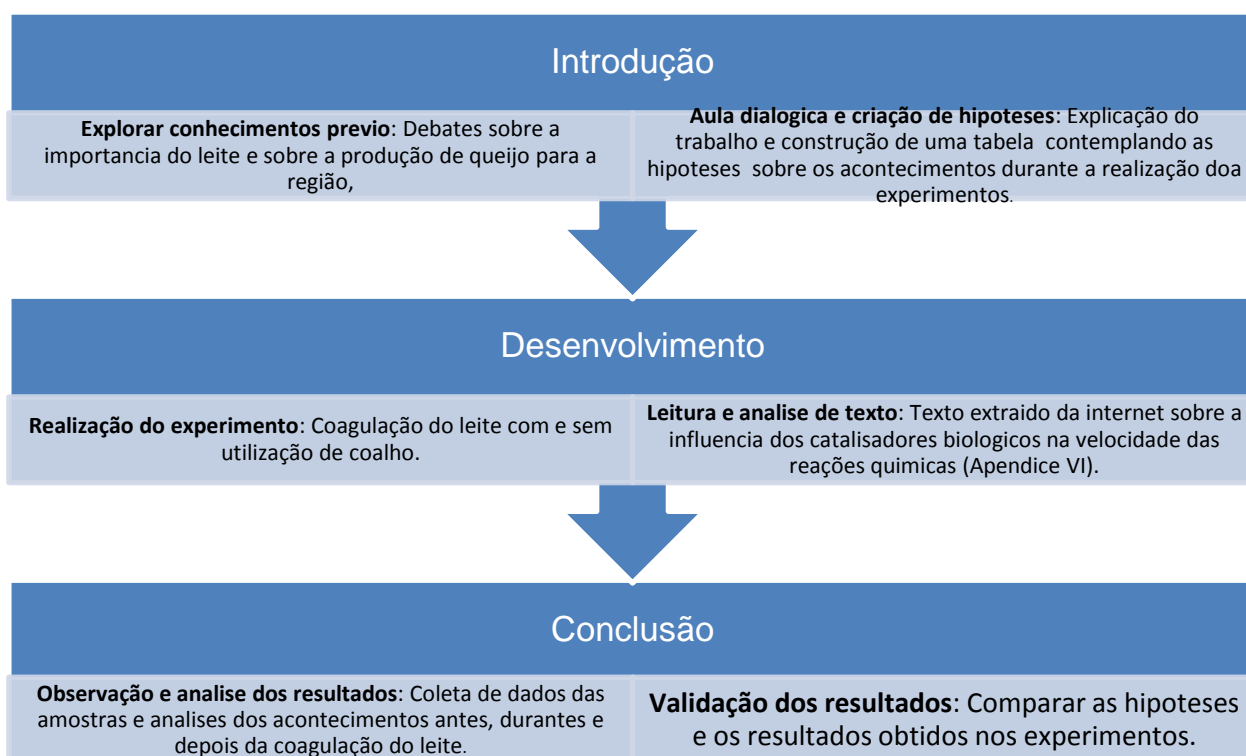 Introdução
Explorar conhecimentos previo: Debates sobre a
importancia do leite e sobre a produção de queijo para a
região,
Aula dialogica e criação de hipoteses: Explicação do
trabalho e construção de uma tabela contemplando as
hipoteses sobre os acontecimentos durante a realização doa
experimentos.
Desenvolvimento
Realização do experimento: Coagulação do leite com e sem
utilização de coalho.
Leitura e analise de texto: Texto extraido da internet sobre a
influencia dos catalisadores biologicos na velocidade das
reações quimicas (Apendice VI).
Conclusão
Observação e analise dos resultados: Coleta de dados das
amostras e analises dos acontecimentos antes, durantes e
depois da coagulação do leite.
Validação dos resultados: Comparar as hipoteses
e os resultados obtidos nos experimentos.